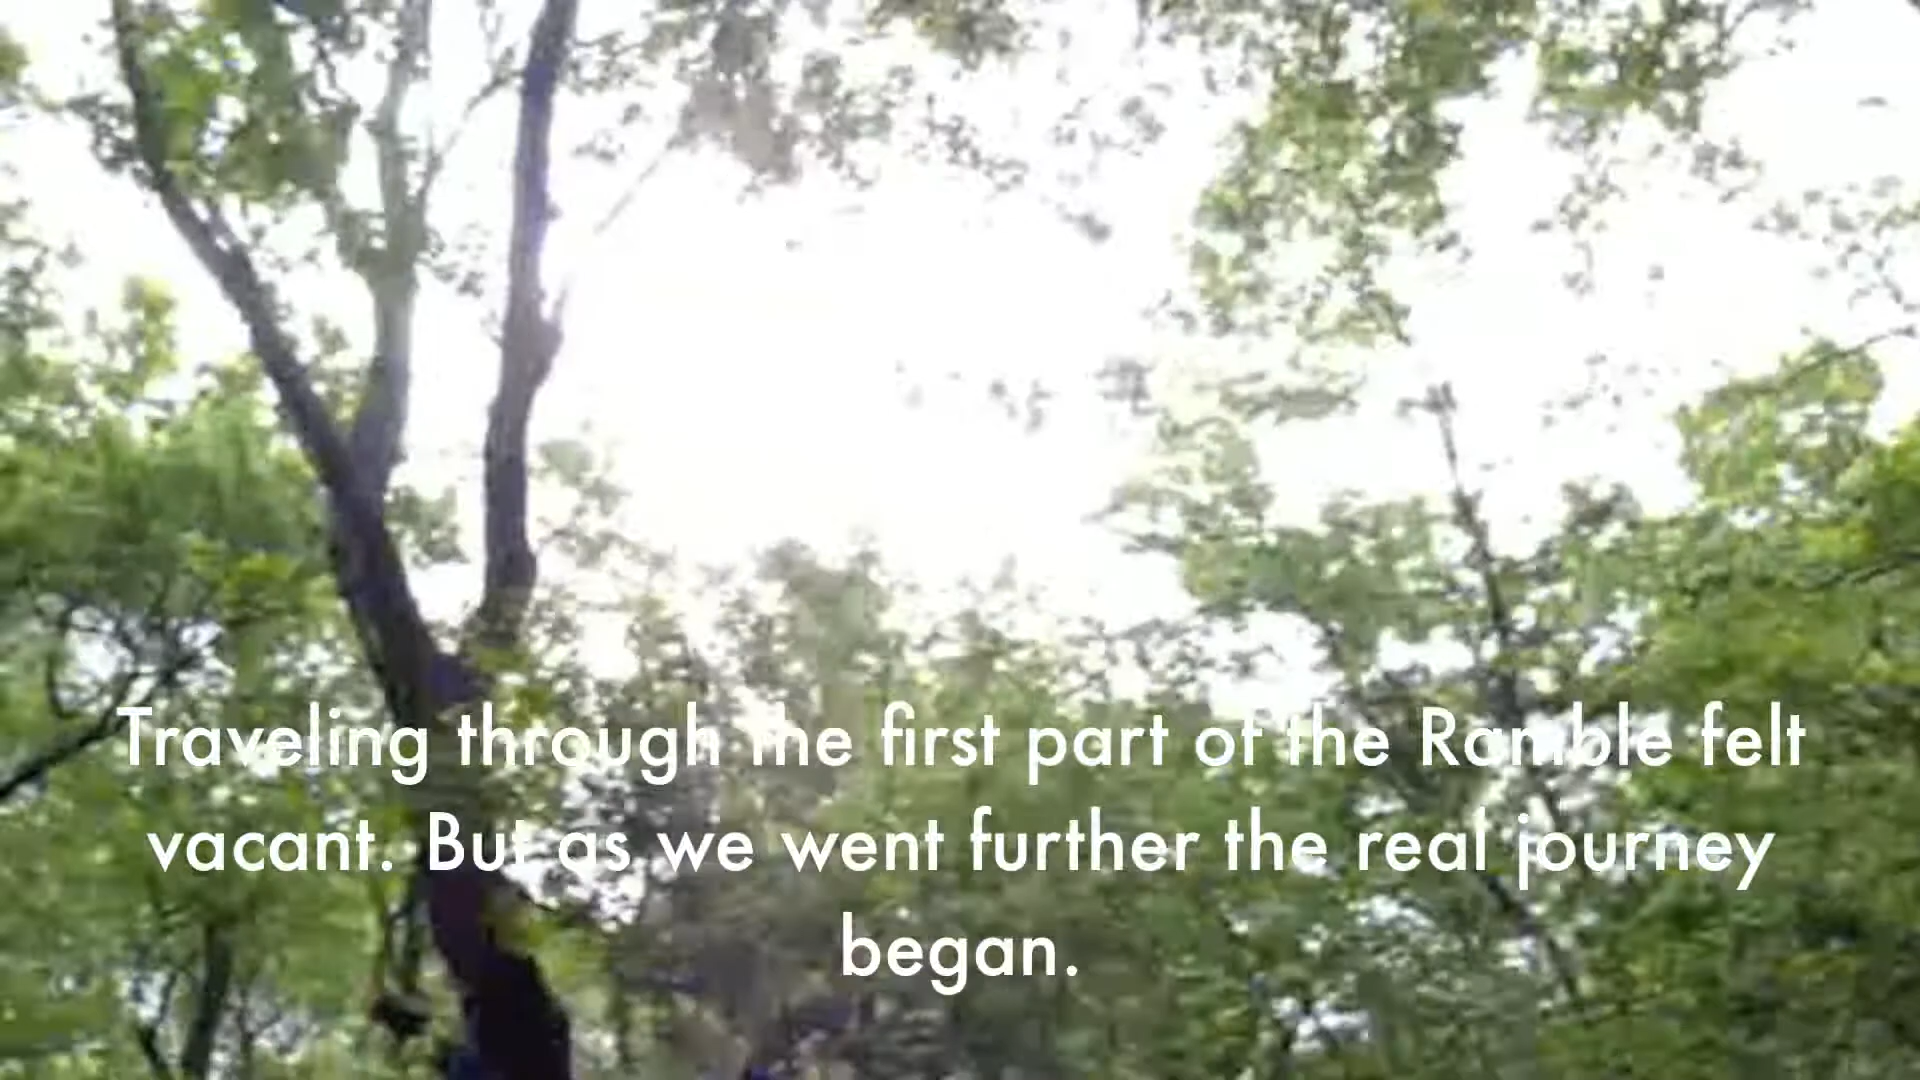 Traveling through the first part of the Ramble felt
vacant. But as we went further the real journey
began.